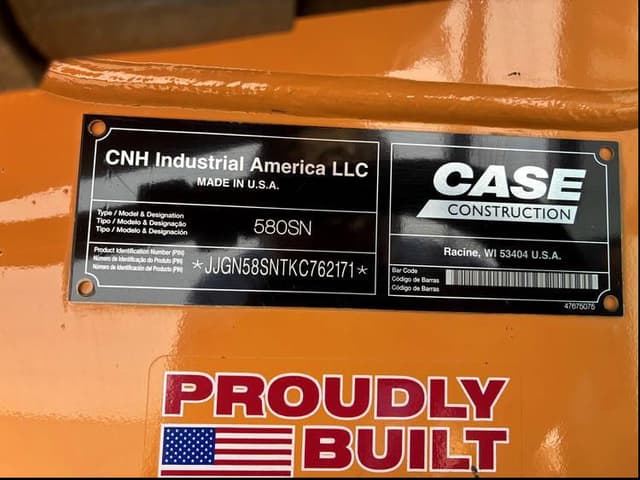 CNH Industrial America LLC
MADE IN U.S.A.
Type / Model & Designation
Tipo / Modelo & Designação
Tipo / Modelo & Designación
580SN
Product Identification Number (PIN)
Número de Identificação do Produto (PIN)
Número de Identificación del Producto (PIN)
*JJGN58SNTKC762171*
CASE
CONSTRUCTION
Racine, WI 53404 U.S.A.
Bar Code
Código de Barras
Código de Barras
47675075
PROUDLY
BUILT